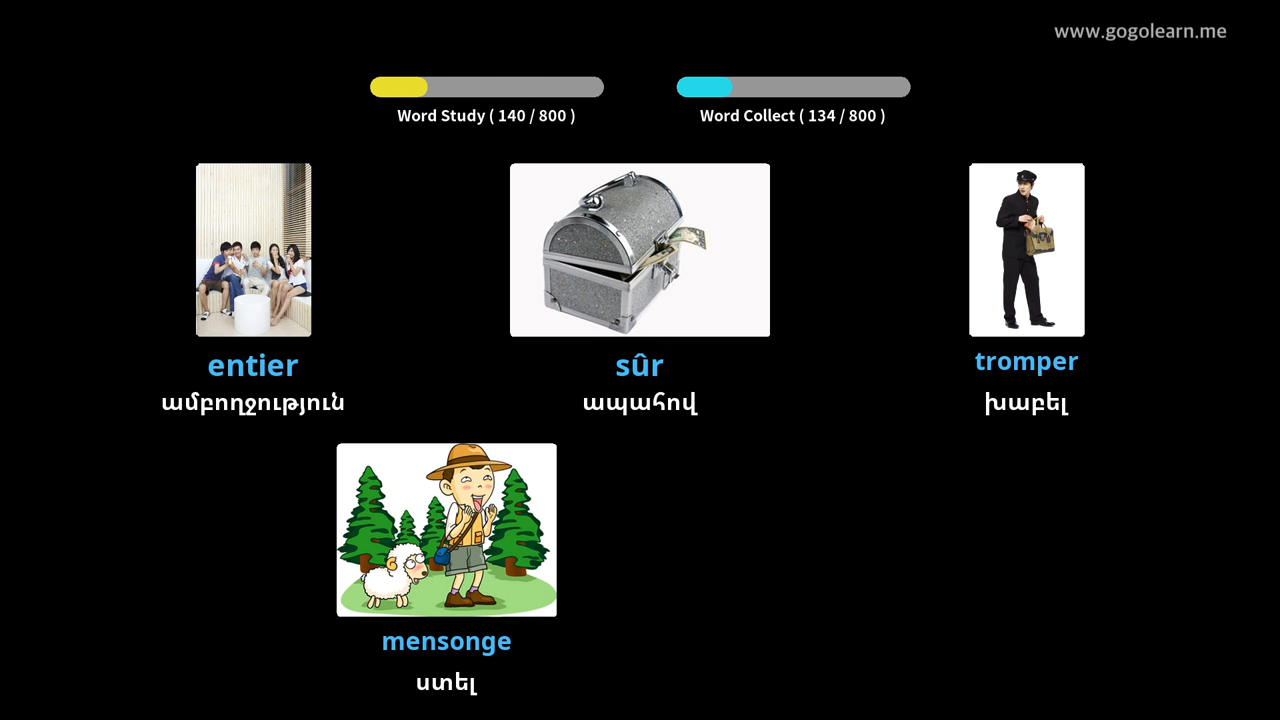 www.gogolearn.me
Word Study ( 140 / 800 )
Word Collect ( 134 / 800 )
entier
ամբողջություն
sûr
ապահով
tromper
խաբել
mensonge
ստել